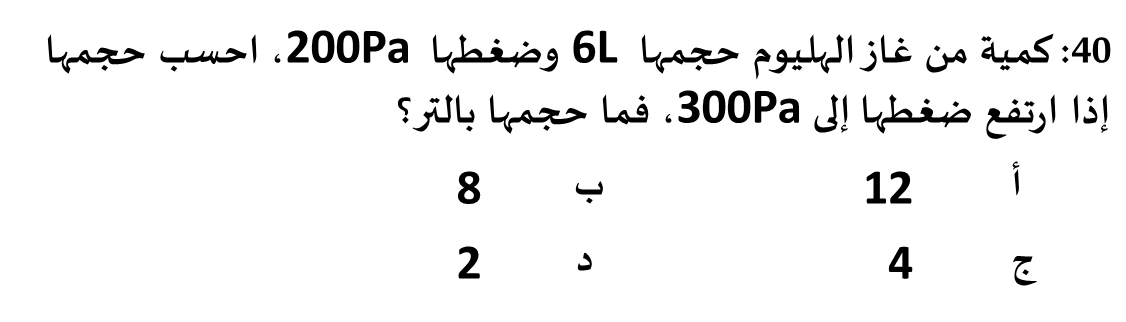 40: كمية من غاز الهليوم حجمها 6L وضغطها 200Pa، احسب حجمها
إذا ارتفع ضغطها إلى 300Pa، فما حجمها بالتر؟
أ 12 ب 8
ج 4 د 2